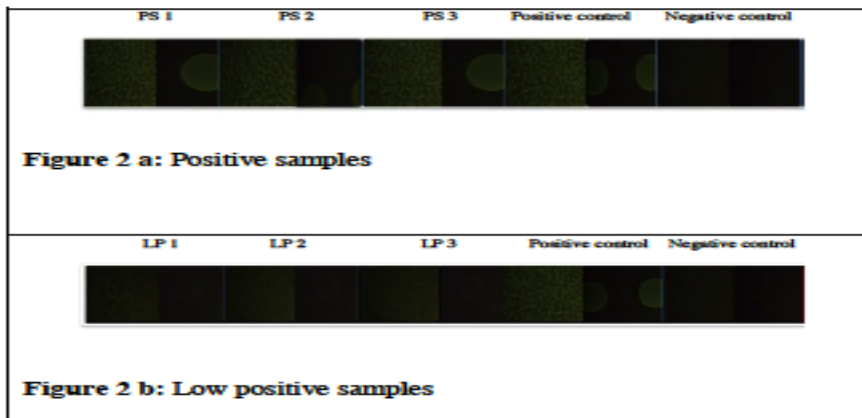 PS 1 PS 2 PS 3 Positive control Negative control
Figure 2 a: Positive samples
LP 1 LP 2 LP 3 Positive control Negative control
Figure 2 b: Low positive samples